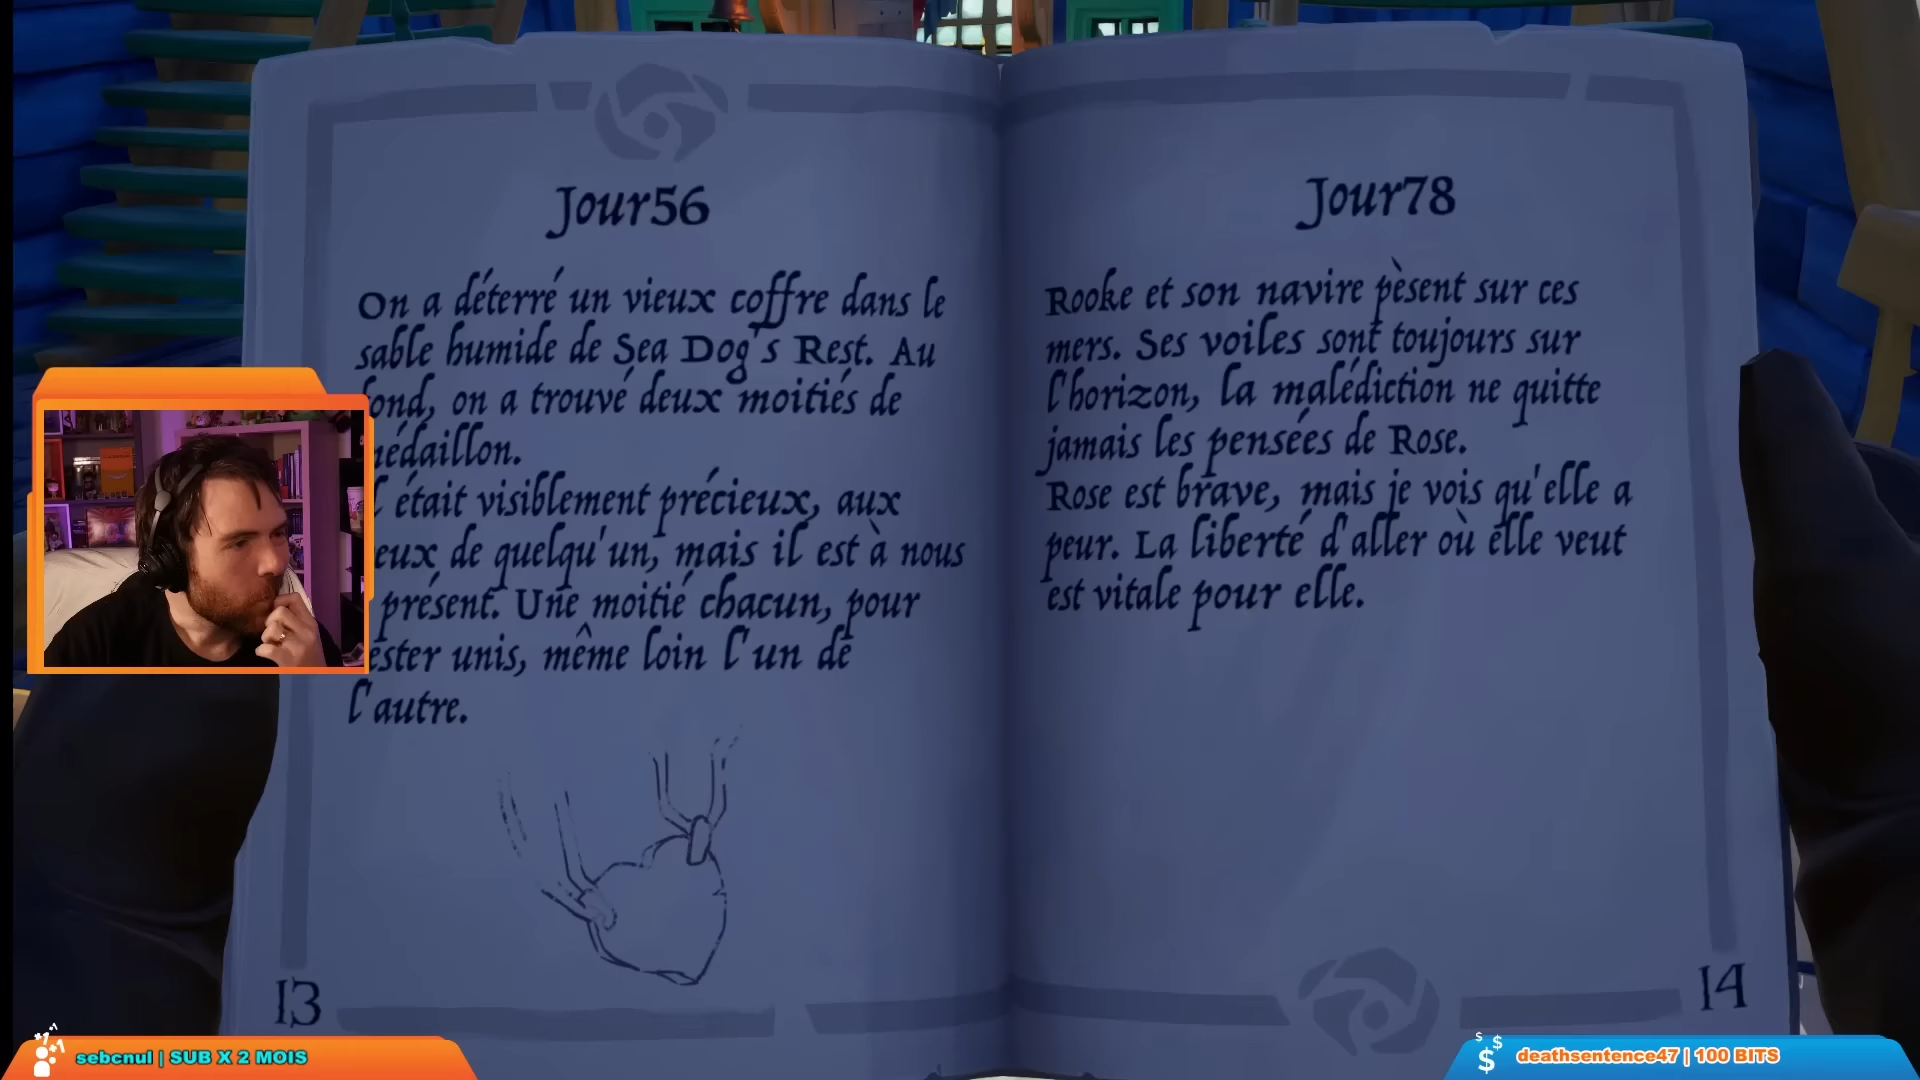 Jour56
On a déterré un vieux coffre dans le
sable humide de Sea Dog's Rest. Au
on a trouvé deux moitiés de
était visiblement précieux, aux
de quelqu'un, mais il est à nous
présent. Une moitié chacun, pour
unis, même loin l'un de
l'autre.
13
Jour78
Rooke et son navire pèsent sur ces
mers. Ses voiles sont toujours sur
l'horizon, la malédiction ne quitte
jamais les pensées de Rose.
Rose est brave, mais je vois qu'elle a
peur. La liberté d'aller où elle veut
est vitale pour elle.
14
sebcnul | SUB X 2 MOIS
deathsentence47 | 100 BITS